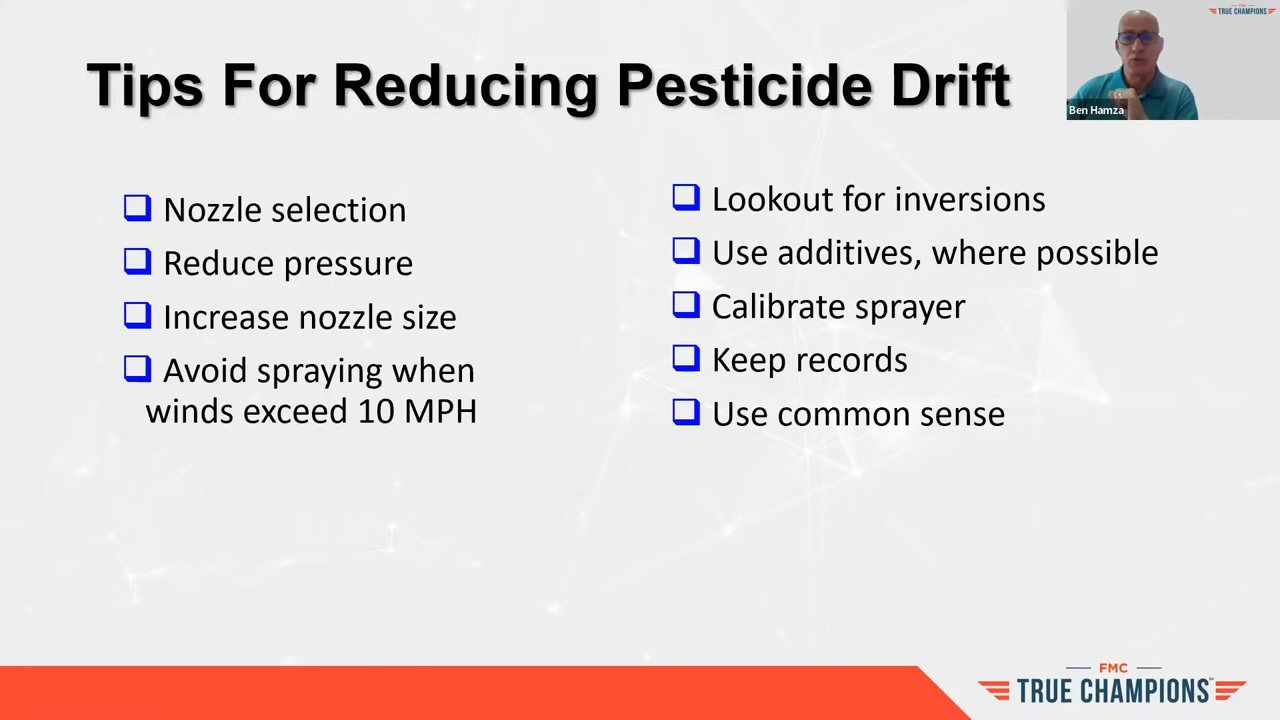 Tips For Reducing Pesticide Drift
Nozzle selection
Reduce pressure
Increase nozzle size
Avoid spraying when
winds exceed 10 MPH
Lookout for inversions
Use additives, where possible
Calibrate sprayer
Keep records
Use common sense
FMC
TRUE CHAMPIONS
Ben Hamza
FMC
TRUE CHAMPIONS